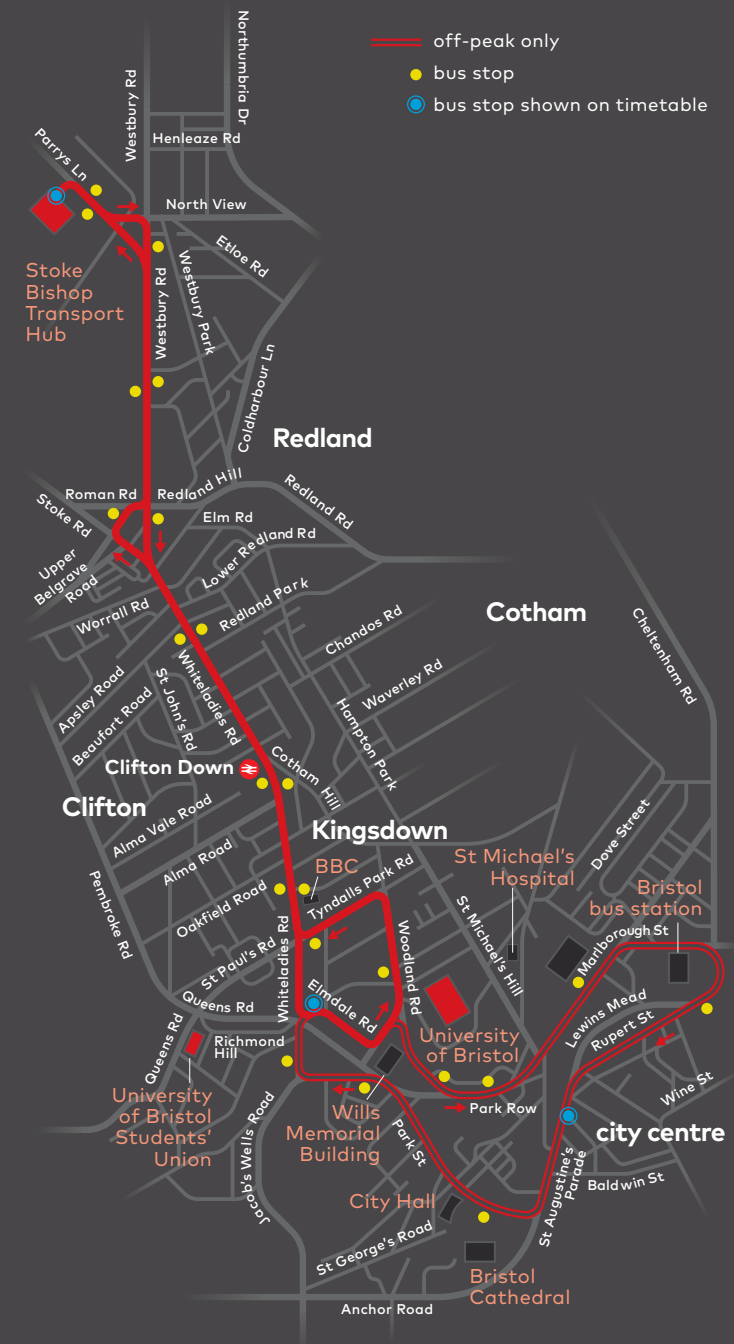 off-peak only
bus stop
bus stop shown on timetable
Northumbria Dr
Westbury Rd
Henleaze Rd
Parrys Ln
North View
Etloe Rd
Stoke
Bishop
Transport
Hub
Westbury Rd
Westbury Park
Coldharbour Ln
Redland
Roman Rd
Redland Hill
Redland Rd
Stoke Rd
Elm Rd
Lower Redland Rd
Upper
Belgrave
Road
Worrall Rd
Redland Park
Cotham
Chandos Rd
Cheltenham Rd
Apsley Road
Beaufort Road
St John's Rd
Whiteladies Rd
Waverley Rd
Hampton Park
Clifton Down
Cotham Hill
Clifton
Alma Vale Road
Kingsdown
Dove Street
Alma Road
BBC
St Michael's
Hospital
Pembroke Rd
Oakfield Road
Tyndalls Park Rd
Bristol
bus station
St Paul's Rd
Whiteladies Rd
Woodland Rd
St Michael's Hill
Marlborough St
Queens Rd
Elmdale Rd
Lewins Mead
Rupert St
Queens Rd
Richmond
Hill
University
of Bristol
Wine St
University
of Bristol
Students'
Union
Wills
Memorial
Building
Park Row
city centre
Jacob's Wells Road
Park St
St Augustine's
Parade
Baldwin St
City Hall
St George's Road
Bristol
Cathedral
Anchor Road